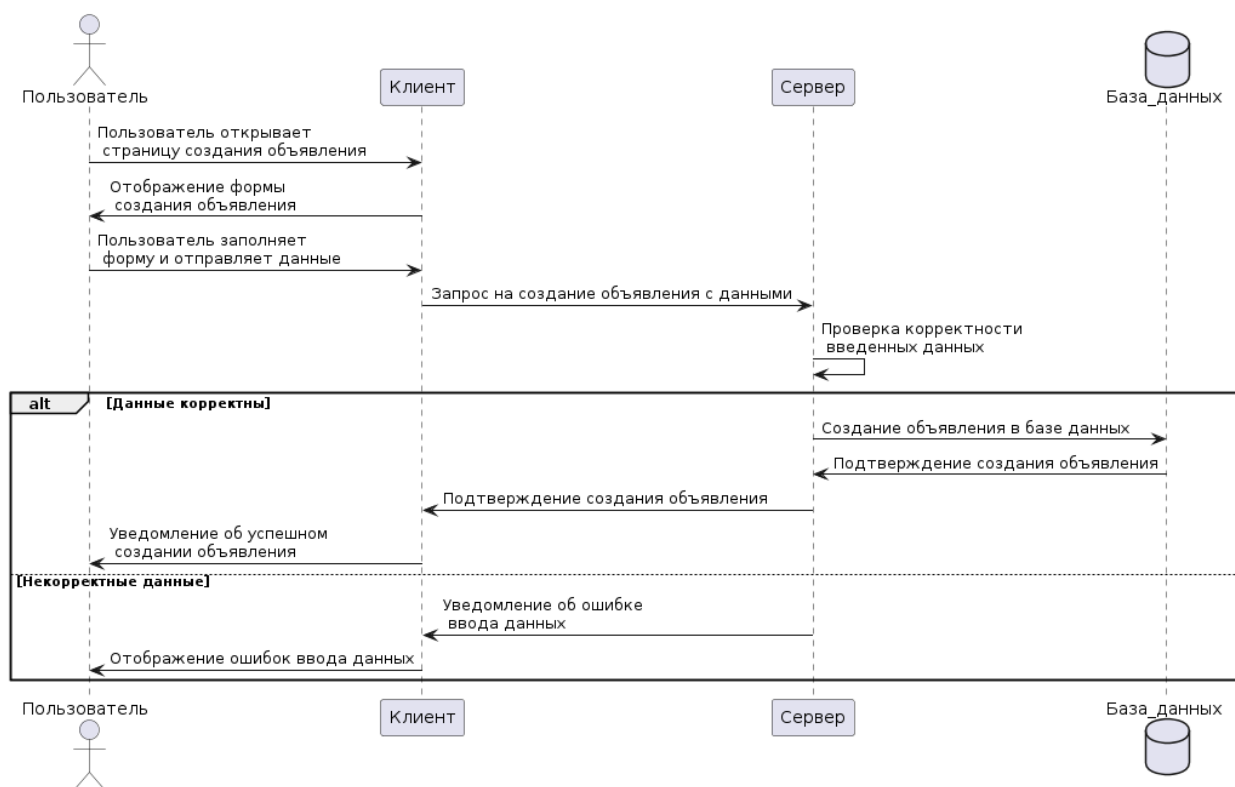 Пользователь
Клиент
Сервер
База_данных
Пользователь открывает
страницу создания объявления
Отображение формы
создания объявления
Пользователь заполняет
форму и отправляет данные
Запрос на создание объявления с данными
Проверка корректности
введенных данных
alt
[Данные корректны]
Создание объявления в базе данных
Подтверждение создания объявления
Подтверждение создания объявления
Уведомление об успешном
создании объявления
[Некорректные данные]
Уведомление об ошибке
ввода данных
Отображение ошибок ввода данных
Пользователь
Клиент
Сервер
База_данных